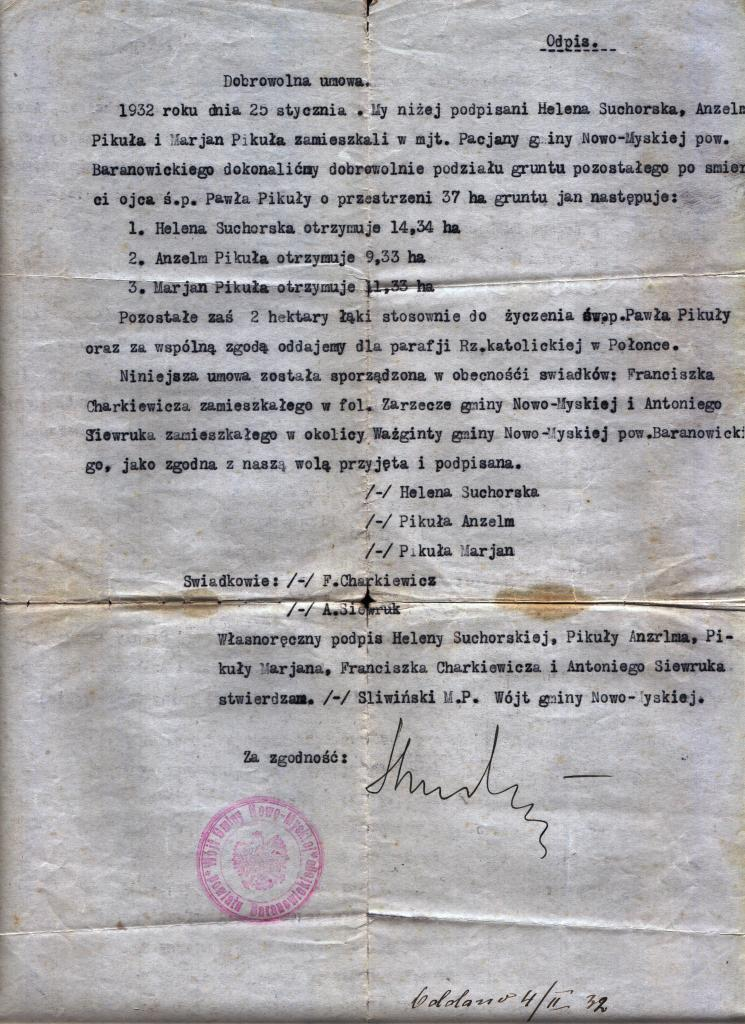 Odpis.
Dobrowolna umowa.
1932 roku dnia 25 stycznia . My niżej podpisani Helena Suchorska, Anzelm
Pikuła i Marjan Pikuła zamieszkali w mjt. Pacjany gminy Nowo-Myskiej pow.
Baranowickiego dokonaliśmy dobrowolnie podziału gruntu pozostałego po smier
ci ojca ś.p. Pawła Pikuły o przestrzeni 37 ha gruntu jan następuje:
1. Helena Suchorska otrzymuje 14,34 ha
2. Anzelm Pikuła otrzymuje 9,33 ha
3. Marjan Pikuła otrzymuje 11,33 ha
Pozostałe zaś 2 hektary łąki stosownie do życzenia św.p.Pawła Pikuły
oraz za wspólną zgodą oddajemy dla parafji Rz.katolickiej w Połonce.
Niniejsza umowa została sporządzona w obecnośći swiadków: Franciszka
Charkiewicza zamieszkałego w fol. Zarzecze gminy Nowo-Myskiej i Antoniego
Siewruka zamieszkałego w okolicy Ważginty gminy Nowo-Myskiej pow.Baranowicki
go, jako zgodna z naszą wolą przyjęta i podpisana.
/-/ Helena Suchorska
/-/ Pikuła Anzelm
/-/ Pikuła Marjan
Swiadkowie: /-/ F.Charkiewicz
/-/ A.Siewruk
Własnoręczny podpis Heleny Suchorskiej, Pikuły Anzrlma, Pi-
kuły Marjana, Franciszka Charkiewicza i Antoniego Siewruka
stwierdzam. /-/ Sliwiński M.P. Wójt gminy Nowo-Myskiej.
Za zgodność:
Wójt Gminy Nowo-Myskiej
powiatu Baranowickiego
Oddano 4/II 32